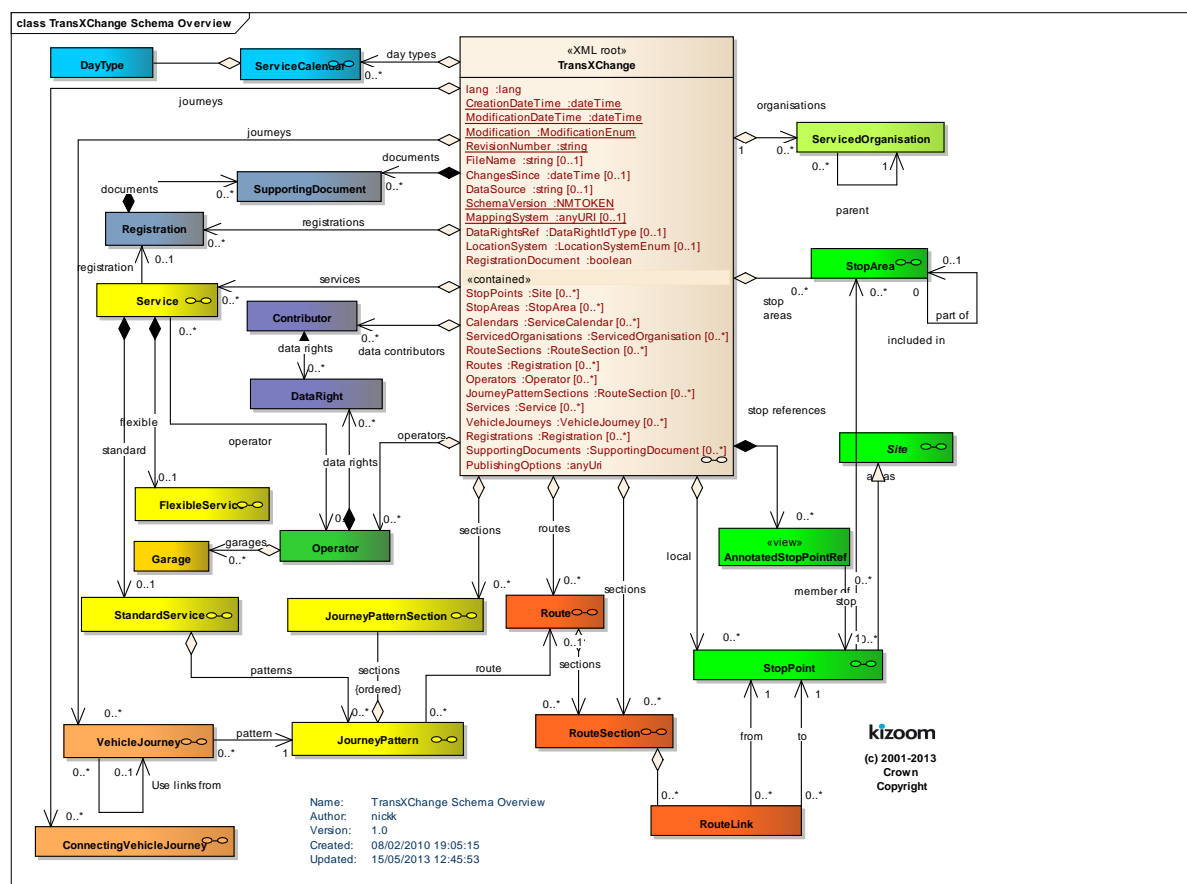 class TransXChange Schema Overview
DayType
ServiceCalendar
day types
0..*
journeys
journeys
«XML root»
TransXChange
lang :lang
CreationDateTime :dateTime
ModificationDateTime :dateTime
Modification :ModificationEnum
RevisionNumber :string
FileName :string [0..1]
ChangesSince :dateTime [0..1]
DataSource :string [0..1]
SchemaVersion :NMTOKEN
MappingSystem :anyURI [0..1]
DataRightsRef :DataRightIdType [0..1]
LocationSystem :LocationSystemEnum [0..1]
RegistrationDocument :boolean
«contained»
StopPoints :Site [0..*]
StopAreas :StopArea [0..*]
Calendars :ServiceCalendar [0..*]
ServicedOrganisations :ServicedOrganisation [0..*]
RouteSections :RouteSection [0..*]
Routes :Registration [0..*]
Operators :Operator [0..*]
JourneyPatternSections :RouteSection [0..*]
Services :Service [0..*]
VehicleJourneys :VehicleJourney [0..*]
Registrations :Registration [0..*]
SupportingDocuments :SupportingDocument [0..*]
PublishingOptions :anyUri
organisations
1
0..*
ServicedOrganisation
0..*
1
parent
documents
0..*
SupportingDocument
documents
0..*
Registration
registrations
0..*
registration
0..1
services
0..*
Service
0..*
Contributor
data contributors
0..*
data rights
0..*
DataRight
0..*
StopArea
0..1
0
stop
areas
0..*
0..*
part of
included in
stop references
flexible
standard
operator
data rights
operators
0..1
FlexibleService
0..*
Site
0..*
«view»
AnnotatedStopPointRef
garages
0..*
Garage
Operator
sections
routes
sections
local
0..*
member of
stop
0..1
StandardService
0..*
JourneyPatternSection
0..*
Route
0..1
0..*
0..*
StopPoint
patterns
sections
{ordered}
route
sections
1
1
0..*
0..*
0..*
0..*
0..*
VehicleJourney
pattern
0..*
1
JourneyPattern
RouteSection
from
to
kizoom
(c) 2001-2013
Crown
Copyright
0..*
0..1
Use links from
0..*
0..*
0..*
RouteLink
0..*
ConnectingVehicleJourney
Name: TransXChange Schema Overview
Author: nickk
Version: 1.0
Created: 08/02/2010 19:05:15
Updated: 15/05/2013 12:45:53